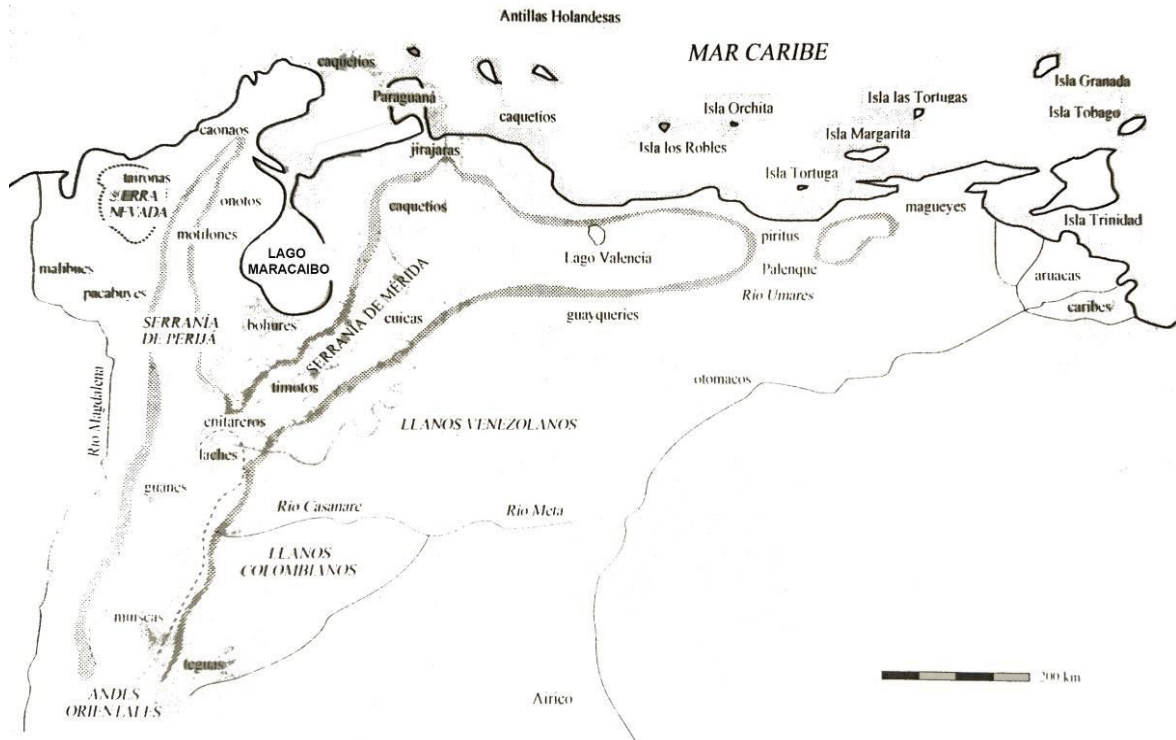 Antillas Holandesas
MAR CARIBE
caquetios
Paraguaná
caquetios
Isla Orchita
Isla las Tortugas
Isla Granada
Isla Tobago
caonaos
jirajaras
Isla los Robles
Isla Margarita
taironas
SIERRA
NEVADA
onotos
caquetios
Isla Tortuga
magueyes
Isla Trinidad
motilones
LAGO
MARACAIBO
Lago Valencia
piritus
Palenque
malibues
pacabuyes
Río Umares
aruacas
caribes
SERRANÍA
DE PERIJÁ
bohures
SERRANÍA DE MÉRIDA
cuicas
guayqueries
timotos
otomacos
Río Magdalena
chitareros
LLANOS VENEZOLANOS
laches
guanes
Río Casanare
Río Meta
LLANOS
COLOMBIANOS
muiscas
teguas
ANDES
ORIENTALES
Airico
200 km